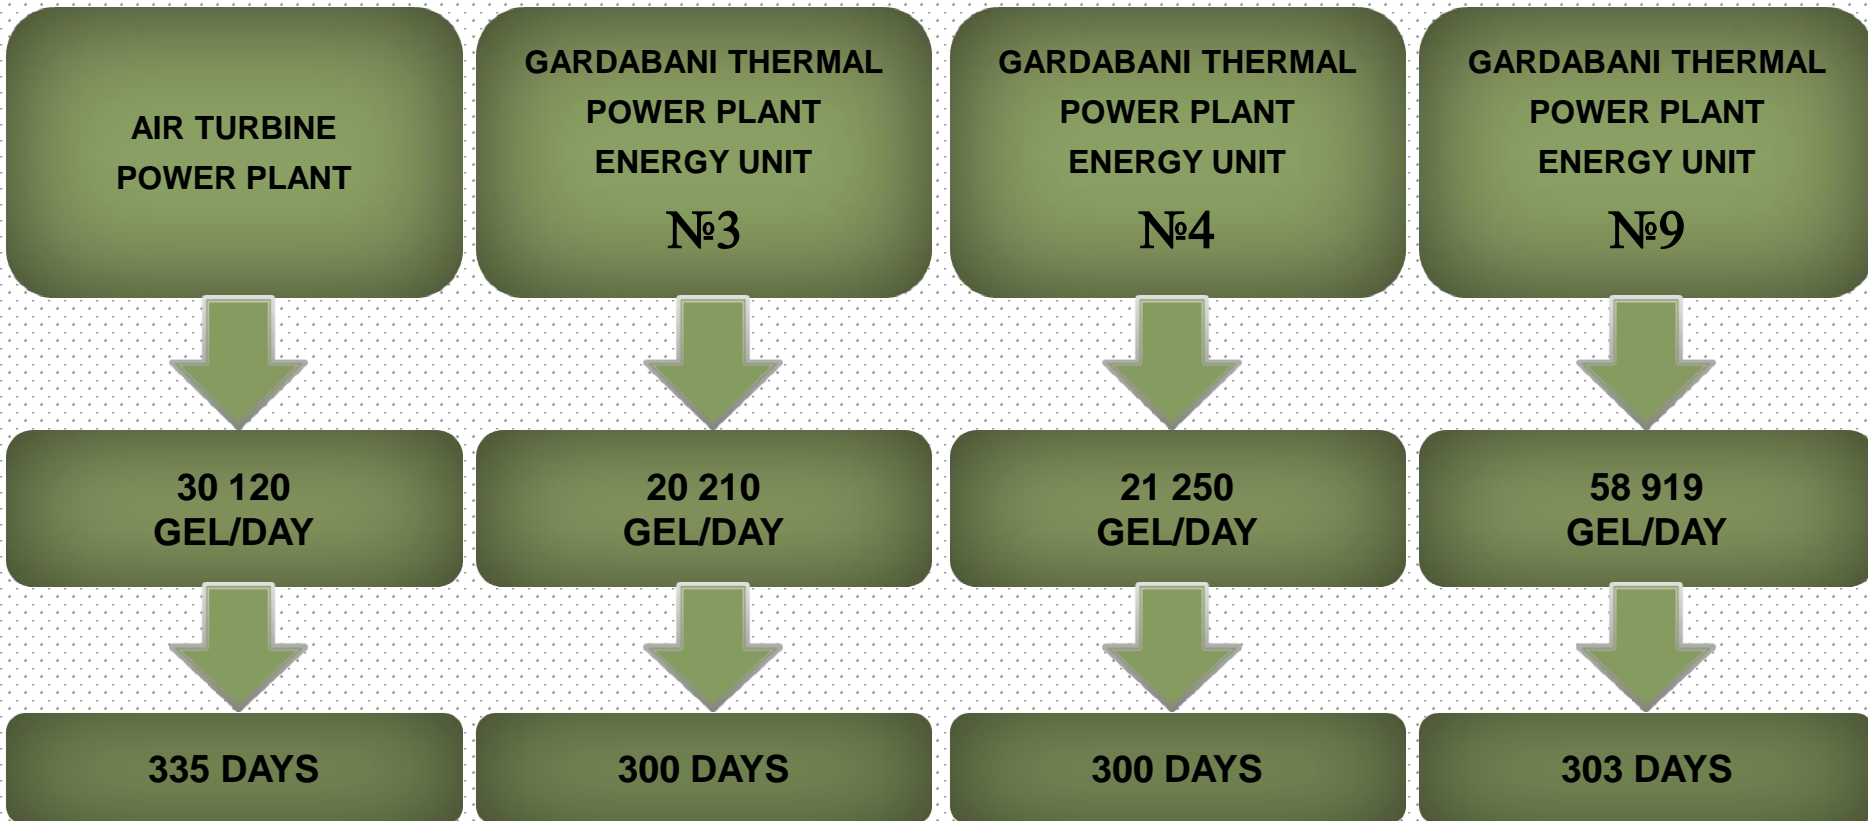 AIR TURBINE
POWER PLANT
GARDABANI THERMAL
POWER PLANT
ENERGY UNIT
№3
GARDABANI THERMAL
POWER PLANT
ENERGY UNIT
№4
GARDABANI THERMAL
POWER PLANT
ENERGY UNIT
№9
30 120
GEL/DAY
20 210
GEL/DAY
21 250
GEL/DAY
58 919
GEL/DAY
335 DAYS
300 DAYS
300 DAYS
303 DAYS